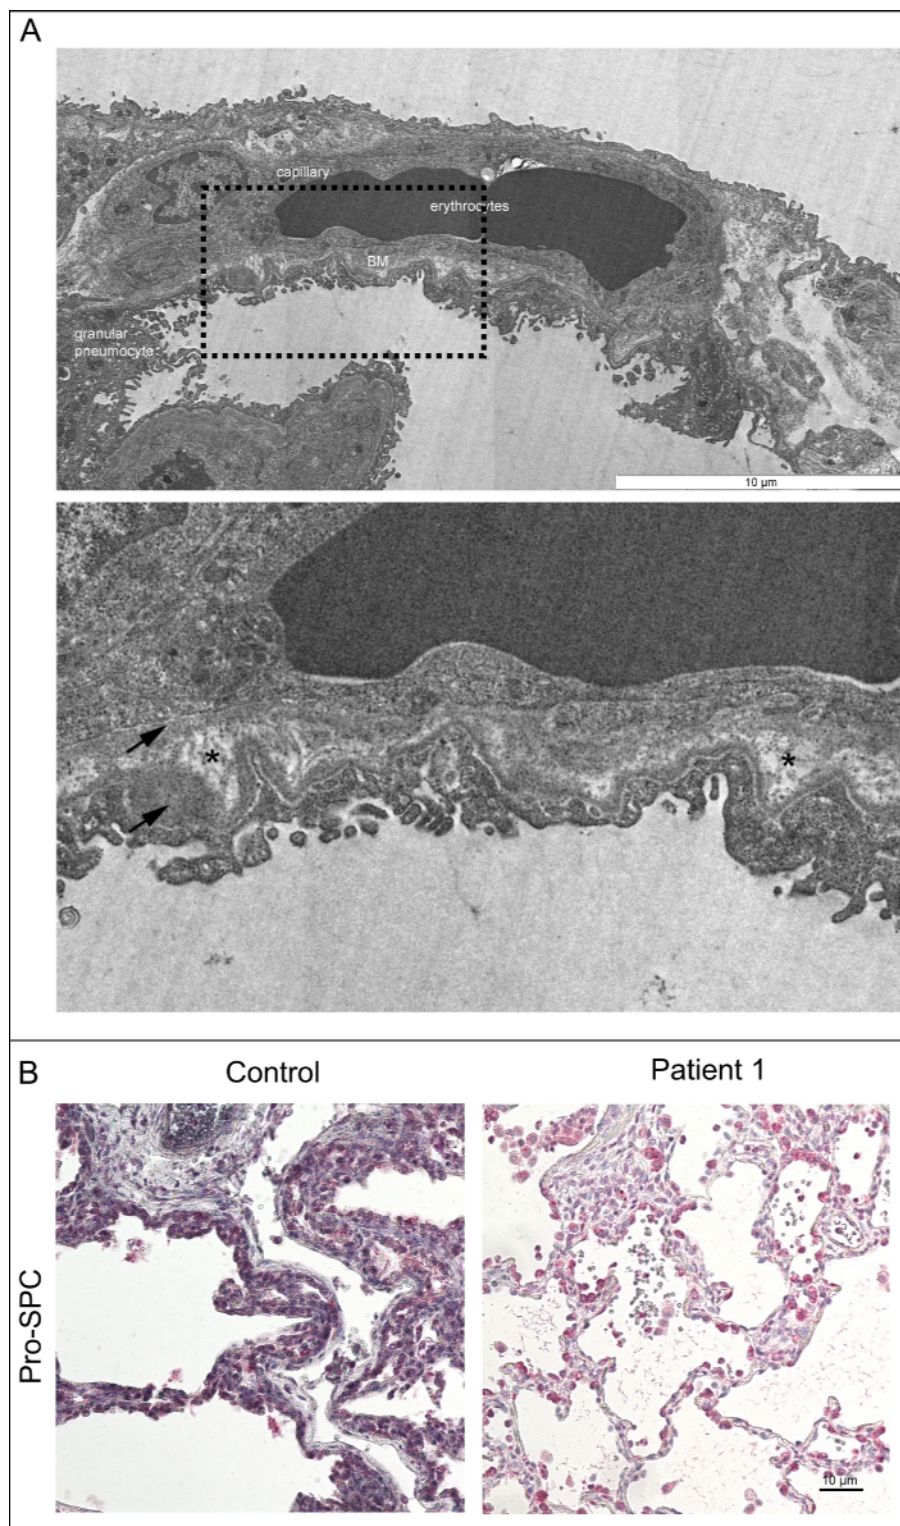 A
capillary
erythrocytes
BM
granular
pneumocyte
10 µm
*
*
B
Control
Patient 1
Pro-SPC
10 µm